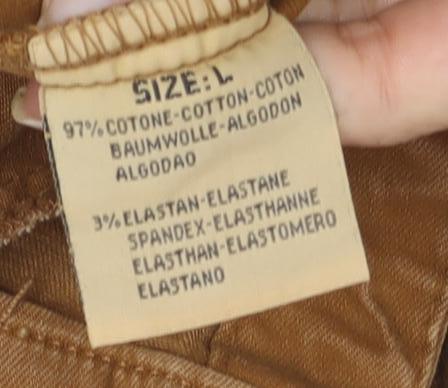 SIZE: L
97% COTONE-COTTON-COTON
BAUMWOLLE-ALGODON
ALGODAO
3% ELASTAN-ELASTANE
SPANDEX-ELASTHANNE
ELASTHAN-ELASTOMERO
ELASTANO